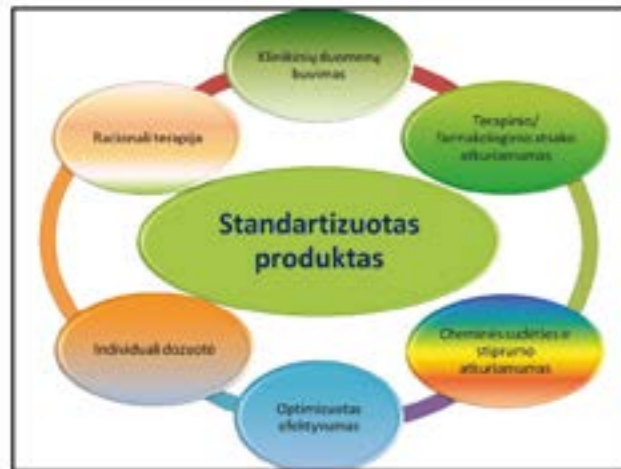 Klinikinių duomenų
buvimas
Terapinio/
farmakologinio atsako
atkuriamumas
Racionali terapija
Standartizuotas
produktas
Cheminės sudėties ir
stiprumo
atkuriamumas
Individuali dozuotė
Optimizuotas
efektyvumas